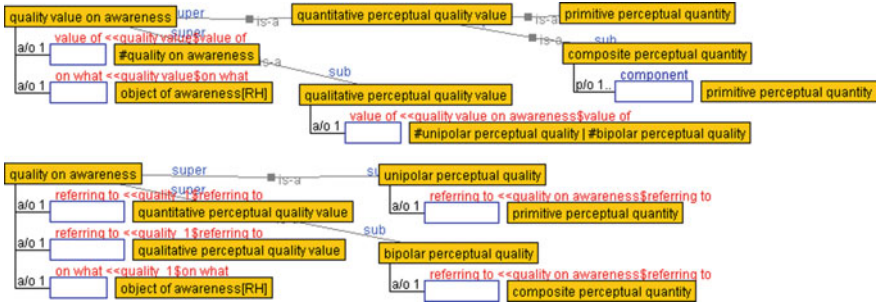 quality value on awareness super is-a quantitative perceptual quality value is-a primitive perceptual quantity
super is-a sub
value of <<quality value$value of
a/o 1 #quality on awareness is-a composite perceptual quantity
on what <<quality value$on what sub component
a/o 1 object of awareness[RH] qualitative perceptual quality value p/o 1.. primitive perceptual quantity
value of <<quality value on awareness$value of
a/o 1 #unipolar perceptual quality | #bipolar perceptual quality
quality on awareness super is-a unipolar perceptual quality
super
referring to <<quality_1$referring to referring to <<quality on awareness$referring to
a/o 1 quantitative perceptual quality value a/o 1 primitive perceptual quantity
referring to <<quality_1$referring to sub
a/o 1 qualitative perceptual quality value bipolar perceptual quality
on what <<quality_1$on what referring to <<quality on awareness$referring to
a/o 1 object of awareness[RH] a/o 1 composite perceptual quantity